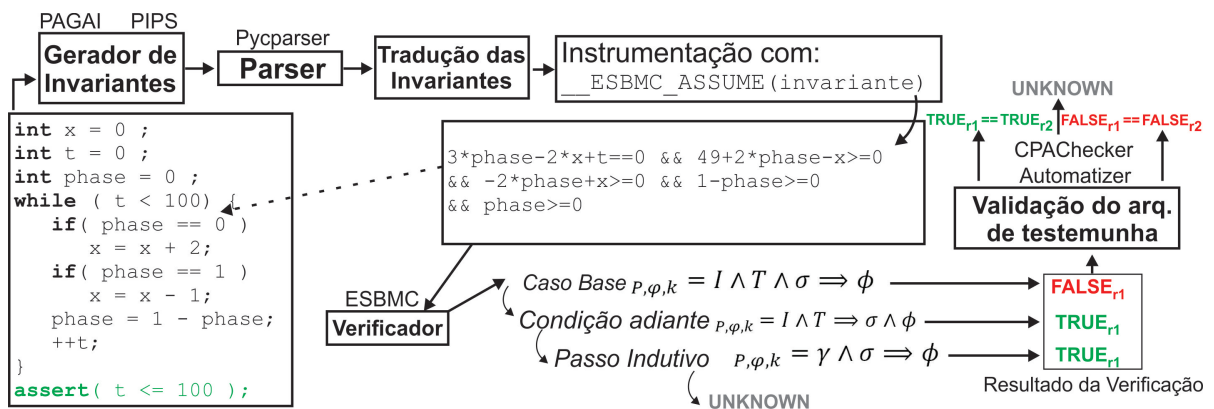 PAGAI PIPS
Gerador de
Invariantes
Pycparser
Parser
Tradução das
Invariantes
Instrumentação com:
__ESBMC_ASSUME(invariante)
int x = 0 ;
int t = 0 ;
int phase = 0 ;
while ( t < 100) {
if( phase == 0 )
x = x + 2;
if( phase == 1 )
x = x - 1;
phase = 1 - phase;
++t;
}
assert( t <= 100 );
3*phase-2*x+t==0 && 49+2*phase-x>=0
&& -2*phase+x>=0 && 1-phase>=0
&& phase>=0
ESBMC
Verificador
Caso Base P,φ,k = I ∧ T ∧ σ ⟹ ϕ
Condição adiante P,φ,k = I ∧ T ⟹ σ ∧ ϕ
Passo Indutivo P,φ,k = γ ∧ σ ⟹ ϕ
UNKNOWN
FALSEr1
TRUEr1
TRUEr1
Resultado da Verificação
Validação do arq.
de testemunha
CPAChecker
Automatizer
TRUEr1==TRUEr2 FALSEr1==FALSEr2
UNKNOWN